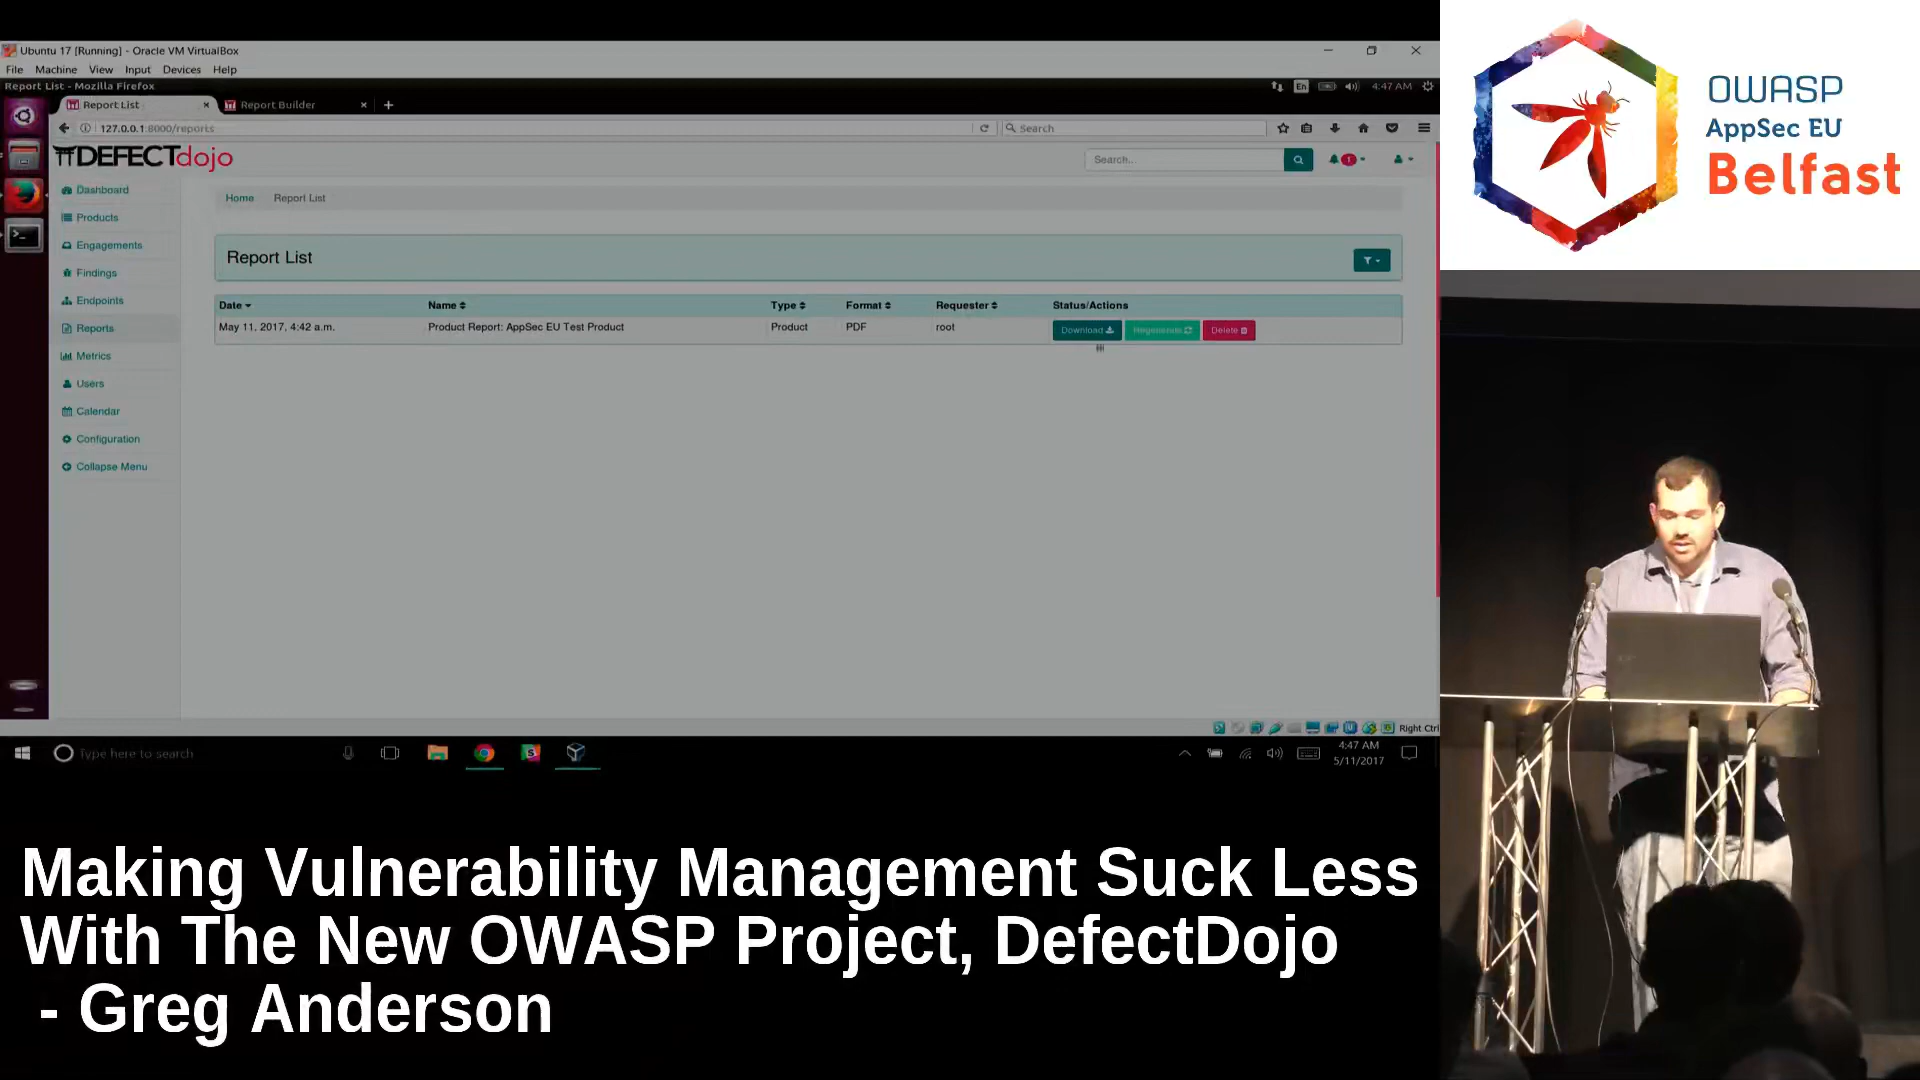 Ubuntu 17 [Running] - Oracle VM VirtualBox
File Machine View Input Devices Help
Report List - Mozilla Firefox
En 4:47 AM
Report List
Report Builder
127.0.0.1:8000/reports
Search
DEFECTdojo
Search..
1
Dashboard
Products
Engagements
Findings
Endpoints
Reports
Metrics
Users
Calendar
Configuration
Collapse Menu
Home Report List
Report List
Date Name Type Format Requester Status/Actions
May 11, 2017, 4:42 a.m. Product Report: AppSec EU Test Product Product PDF root Download Regenerate Delete
Right Ctrl
Type here to search
4:47 AM
5/11/2017
OWASP
AppSec EU
Belfast
Making Vulnerability Management Suck Less
With The New OWASP Project, DefectDojo
- Greg Anderson